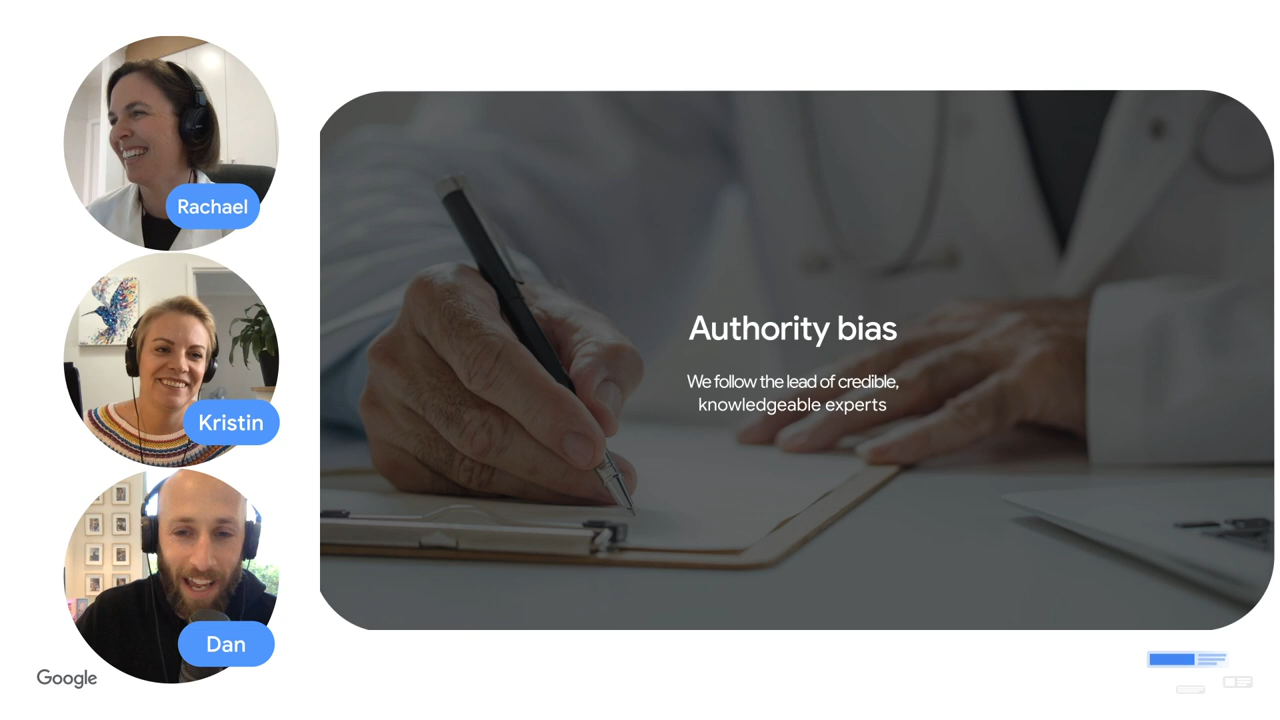 Rachael
Kristin
Dan
Google
Authority bias
We follow the lead of credible,
knowledgeable experts